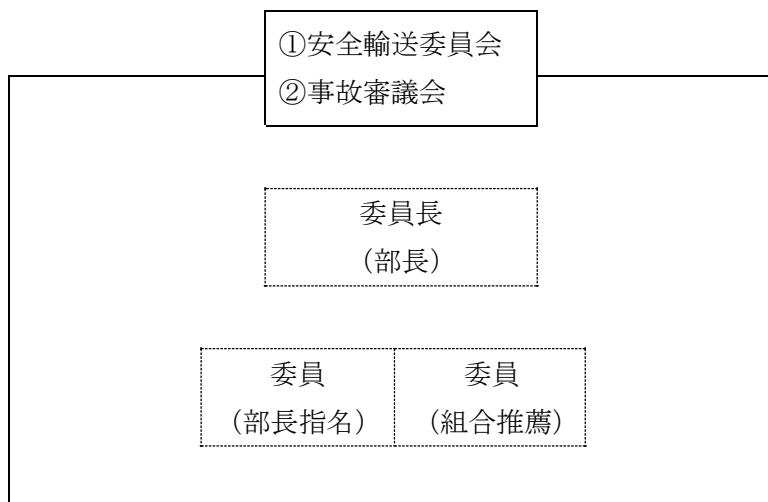 ①安全輸送委員会
②事故審議会
委員長
（部長）
委員
（部長指名）
委員
（組合推薦）